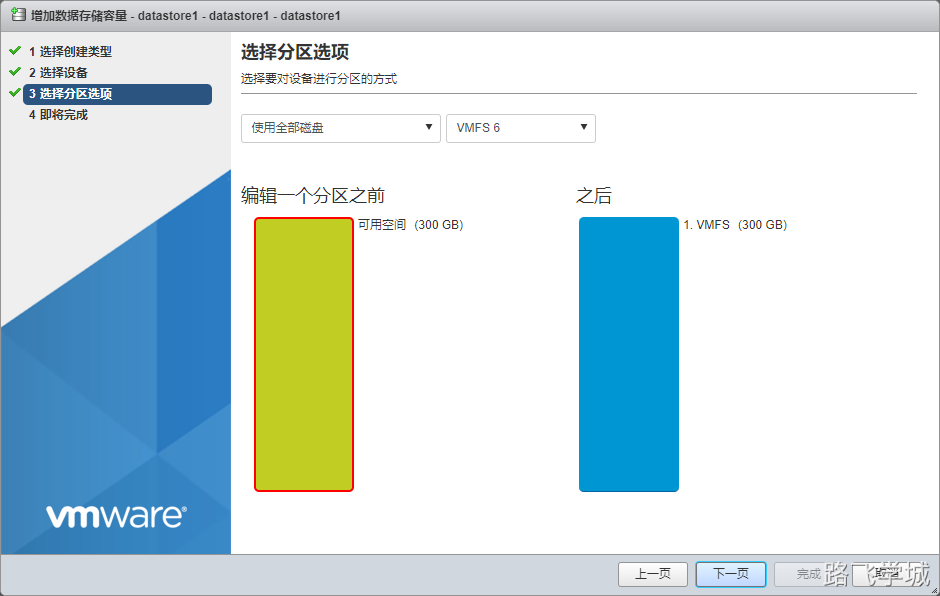 增加数据存储容量 - datastore1 - datastore1 - datastore1
1 选择创建类型
2 选择设备
3 选择分区选项
4 即将完成
选择分区选项
选择要对设备进行分区的方式
使用全部磁盘
VMFS 6
编辑一个分区之前
之后
可用空间 (300 GB)
1. VMFS (300 GB)
vmware®
上一页
下一页
完成
取消
路飞学城